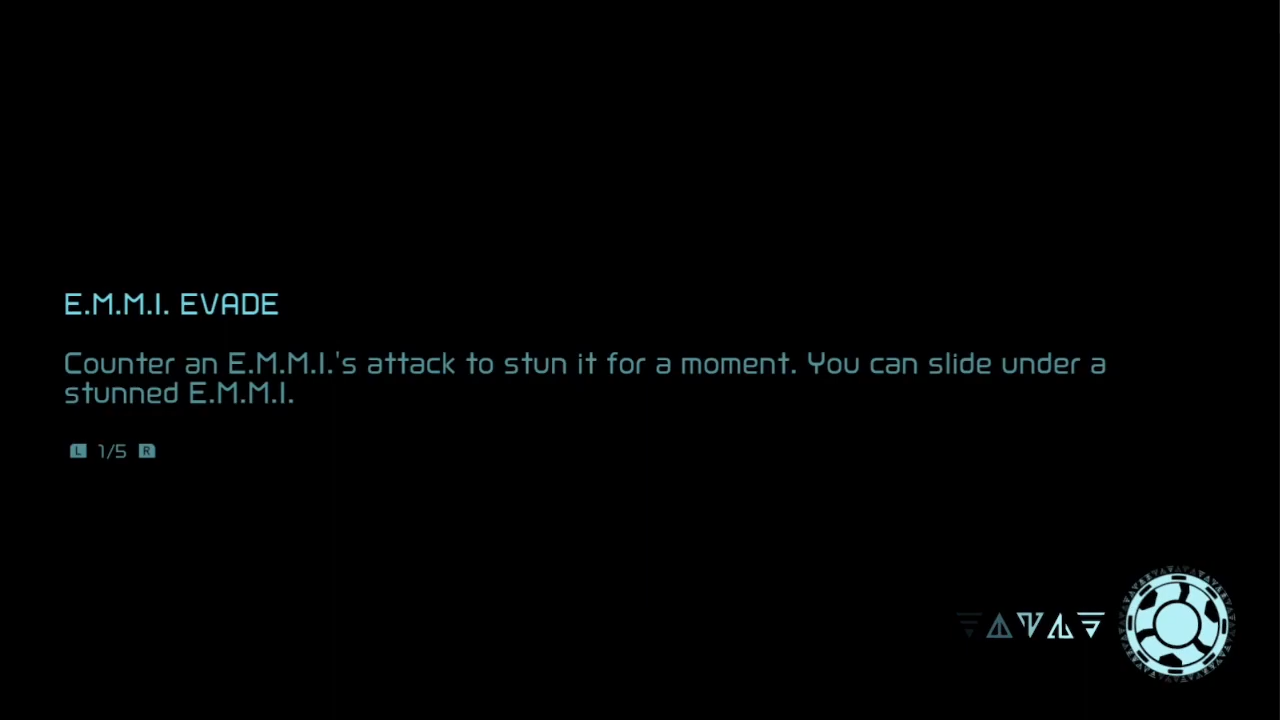 E.M.M.I. EVADE
Counter an E.M.M.I.'s attack to stun it for a moment. You can slide under a
stunned E.M.M.I.
L 1/5 R